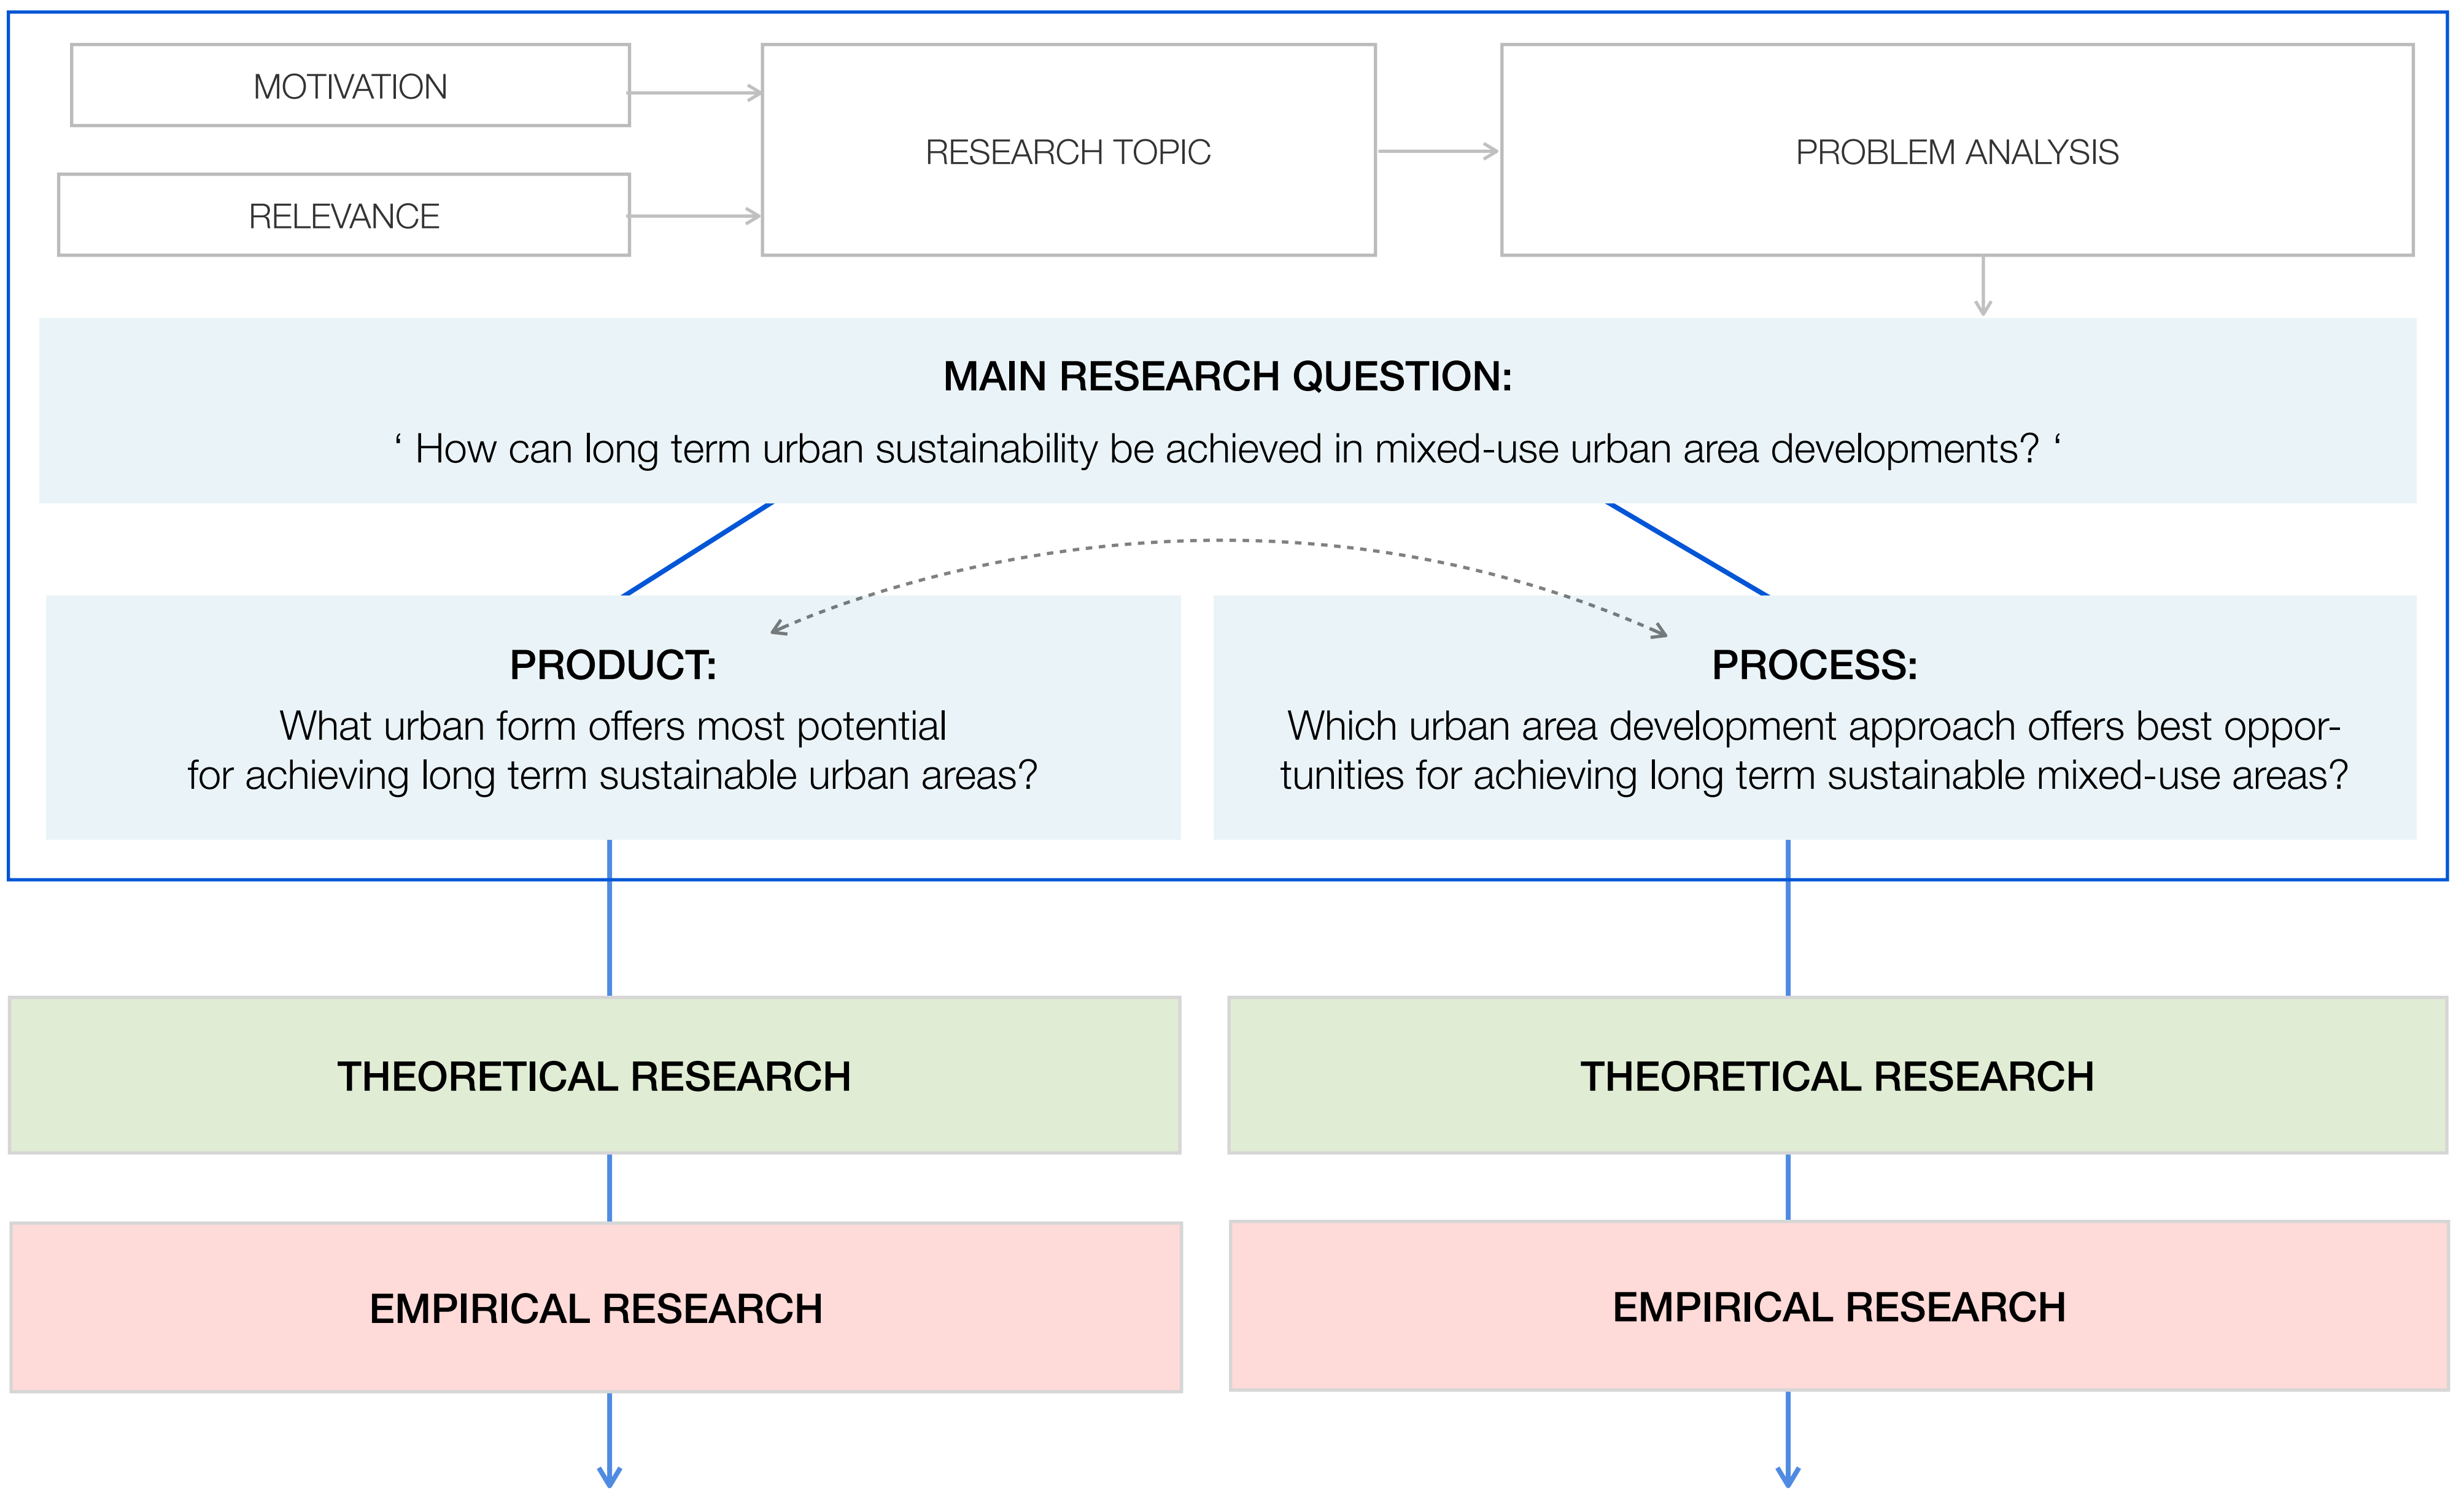 MOTIVATION
RELEVANCE
RESEARCH TOPIC
PROBLEM ANALYSIS
MAIN RESEARCH QUESTION:
‘ How can long term urban sustainability be achieved in mixed-use urban area developments? ‘
PRODUCT:
What urban form offers most potential
for achieving long term sustainable urban areas?
PROCESS:
Which urban area development approach offers best oppor-
tunities for achieving long term sustainable mixed-use areas?
THEORETICAL RESEARCH
THEORETICAL RESEARCH
EMPIRICAL RESEARCH
EMPIRICAL RESEARCH